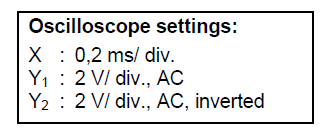 Oscilloscope settings:
X : 0,2 ms/ div.
Y₁ : 2 V/ div., AC
Y₂ : 2 V/ div., AC, inverted